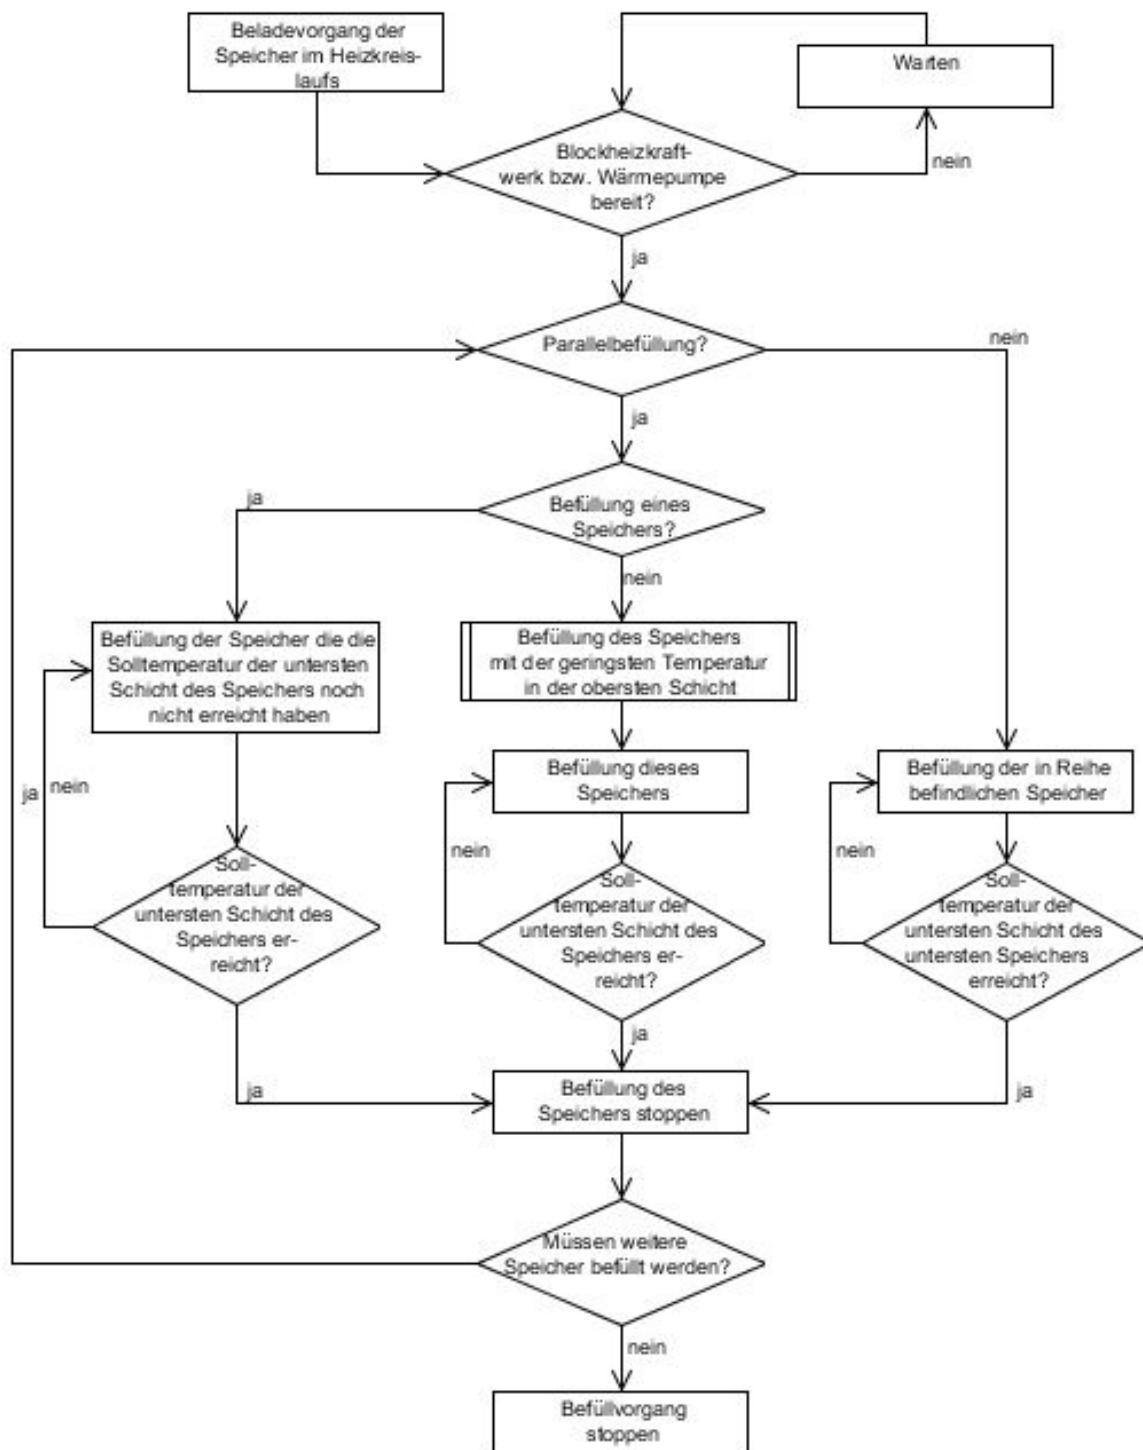 Beladevorgang der
Speicher im Heizkreis-
laufs
Warten
Blockheizkraft-
werk bzw. Wärmepumpe
bereit?
nein
ja
Parallelbefüllung?
nein
ja
Befüllung eines
Speichers?
ja
nein
Befüllung der Speicher die die
Solltemperatur der untersten
Schicht des Speichers noch
nicht erreicht haben
Befüllung des Speichers
mit der geringsten Temperatur
in der obersten Schicht
Befüllung dieses
Speichers
Befüllung der in Reihe
befindlichen Speicher
ja
nein
nein
nein
Soll-
temperatur der
untersten Schicht des
Speichers er-
reicht?
Soll-
temperatur der
untersten Schicht des
Speichers er-
reicht?
Soll-
temperatur der
untersten Schicht des
untersten Speichers
erreicht?
ja
ja
ja
Befüllung des
Speichers stoppen
Müssen weitere
Speicher befüllt werden?
nein
Befüllvorgang
stoppen